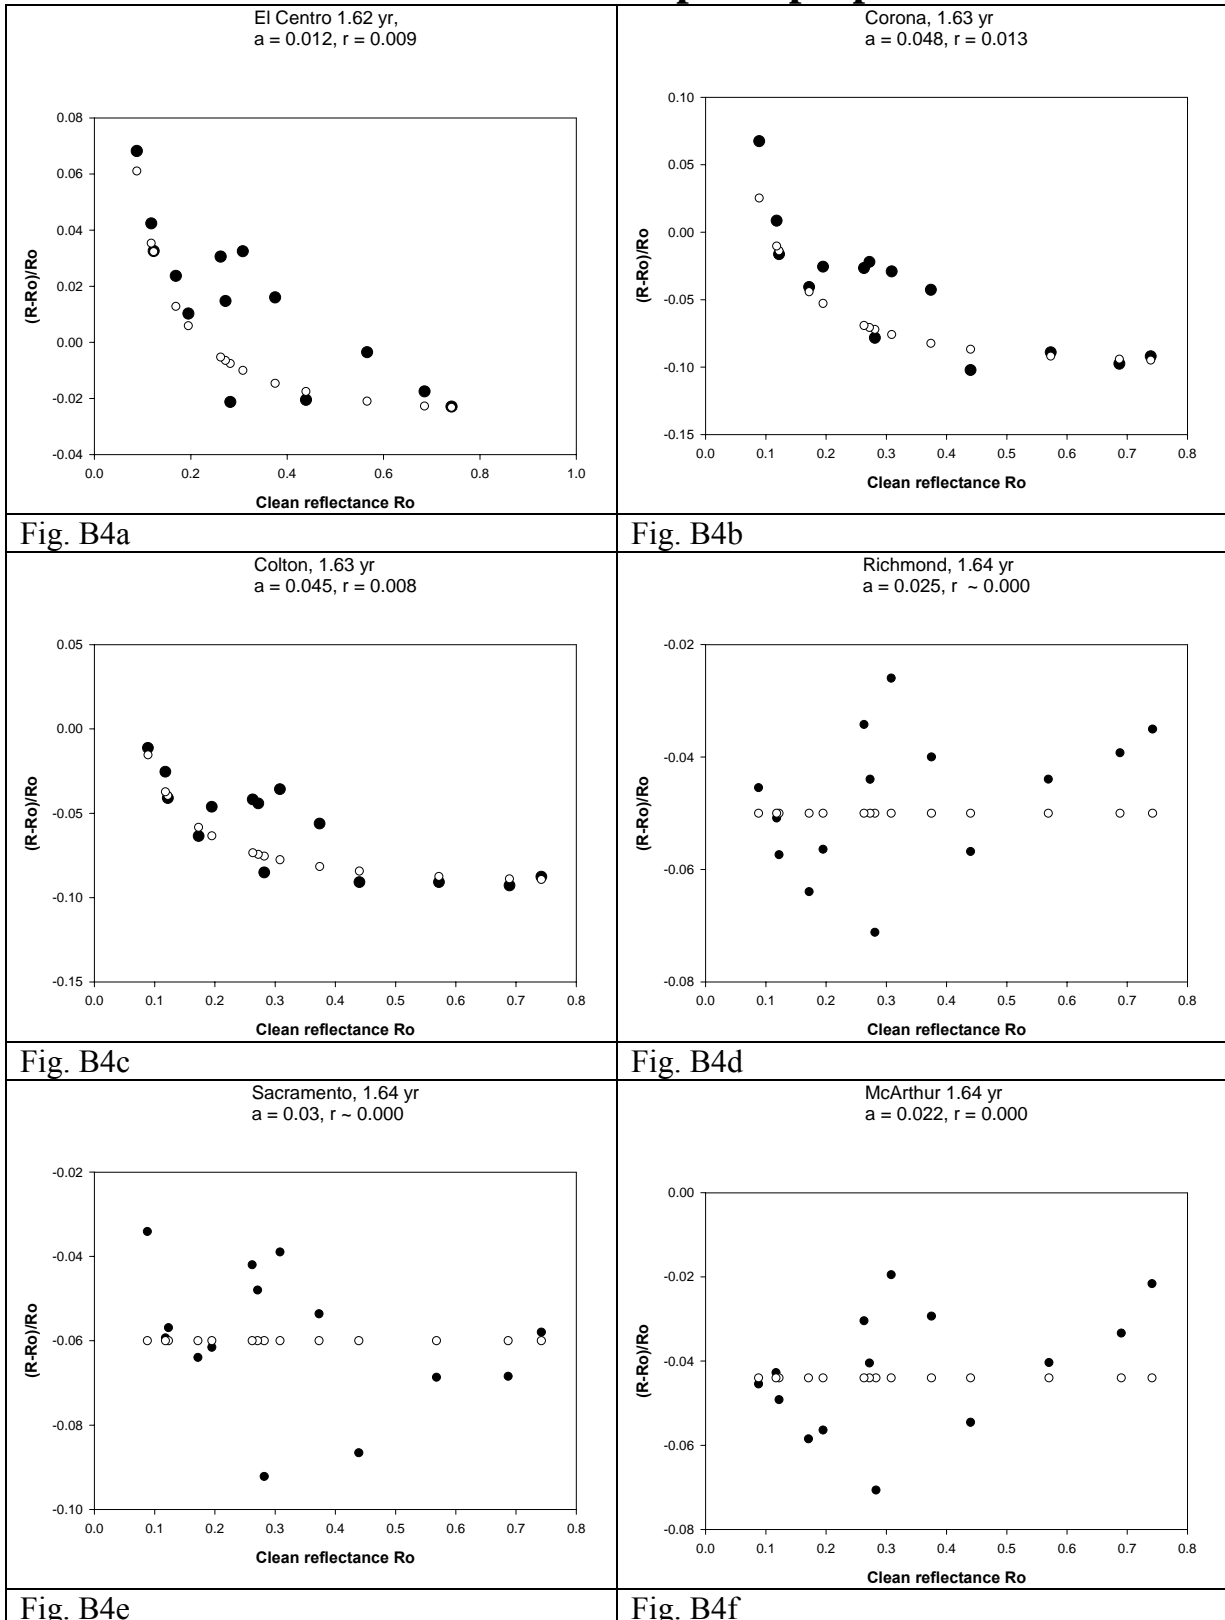 El Centro 1.62 yr,
a = 0.012, r = 0.009
0.08
0.06
0.04
0.02
0.00
-0.02
-0.04
(R-Ro)/Ro
0.0 0.2 0.4 0.6 0.8 1.0
Clean reflectance Ro
Fig. B4a
Corona, 1.63 yr
a = 0.048, r = 0.013
0.10
0.05
0.00
-0.05
-0.10
-0.15
(R-Ro)/Ro
0.0 0.1 0.2 0.3 0.4 0.5 0.6 0.7 0.8
Clean reflectance Ro
Fig. B4b
Colton, 1.63 yr
a = 0.045, r = 0.008
0.05
0.00
-0.05
-0.10
-0.15
(R-Ro)/Ro
0.0 0.1 0.2 0.3 0.4 0.5 0.6 0.7 0.8
Clean reflectance Ro
Fig. B4c
Richmond, 1.64 yr
a = 0.025, r ~ 0.000
-0.02
-0.04
-0.06
-0.08
(R-Ro)/Ro
0.0 0.1 0.2 0.3 0.4 0.5 0.6 0.7 0.8
Clean reflectance Ro
Fig. B4d
Sacramento, 1.64 yr
a = 0.03, r ~ 0.000
-0.02
-0.04
-0.06
-0.08
-0.10
(R-Ro)/Ro
0.0 0.1 0.2 0.3 0.4 0.5 0.6 0.7 0.8
Clean reflectance Ro
Fig. B4e
McArthur 1.64 yr
a = 0.022, r = 0.000
0.00
-0.02
-0.04
-0.06
-0.08
(R-Ro)/Ro
0.0 0.1 0.2 0.3 0.4 0.5 0.6 0.7 0.8
Clean reflectance Ro
Fig. B4f